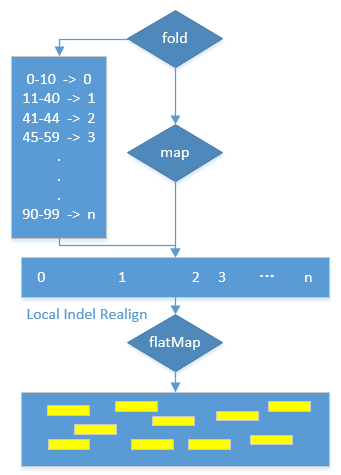 fold
0-10 -> 0
11-40 -> 1
41-44 -> 2
45-59 -> 3
.
.
.
90-99 -> n
map
0 1 2 3 ... n
Local Indel Realign
flatMap